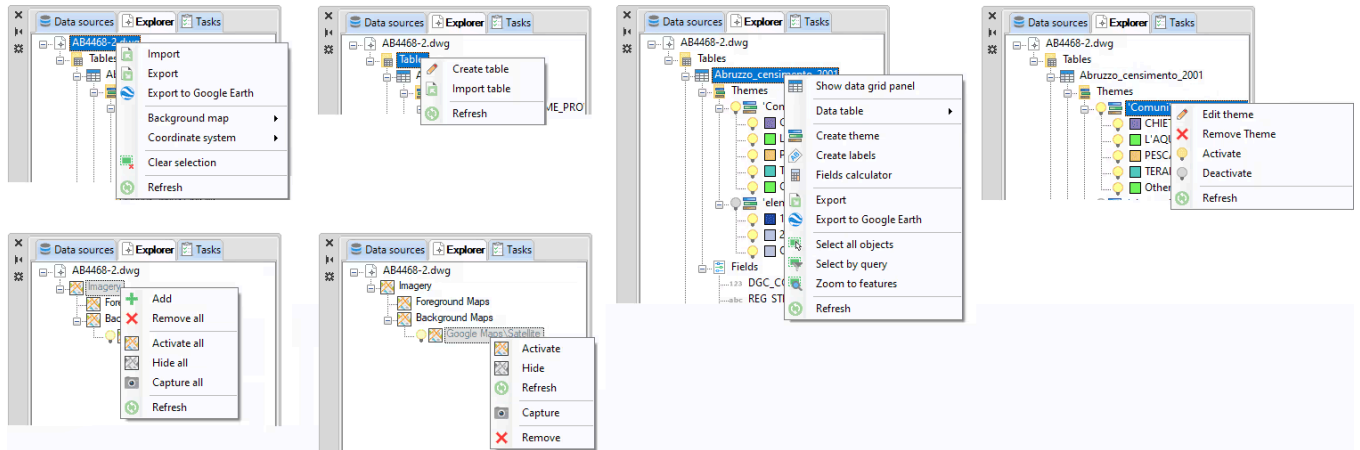 Data sources Explorer Tasks
AB4468-2.dwg
Tables
Import
Export
Export to Google Earth
Background map
Coordinate system
Clear selection
Refresh
Data sources Explorer Tasks
AB4468-2.dwg
Create table
Import table
Refresh
Data sources Explorer Tasks
AB4468-2.dwg
Tables
Abruzzo_censimento_2001
Themes
Fields
123 DGC_CO
abc REG STI
Show data grid panel
Data table
Create theme
Create labels
Fields calculator
Export
Export to Google Earth
Select all objects
Select by query
Zoom to features
Refresh
Data sources Explorer Tasks
AB4468-2.dwg
Tables
Abruzzo_censimento_2001
Themes
'Comuni
CHIET
L'AQU
PESCA
TERAI
Other
Edit theme
Remove Theme
Activate
Deactivate
Refresh
Data sources Explorer Tasks
AB4468-2.dwg
Imagery
Add
Remove all
Activate all
Hide all
Capture all
Refresh
Data sources Explorer Tasks
AB4468-2.dwg
Imagery
Foreground Maps
Background Maps
Google Maps\Satellite
Activate
Hide
Refresh
Capture
Remove